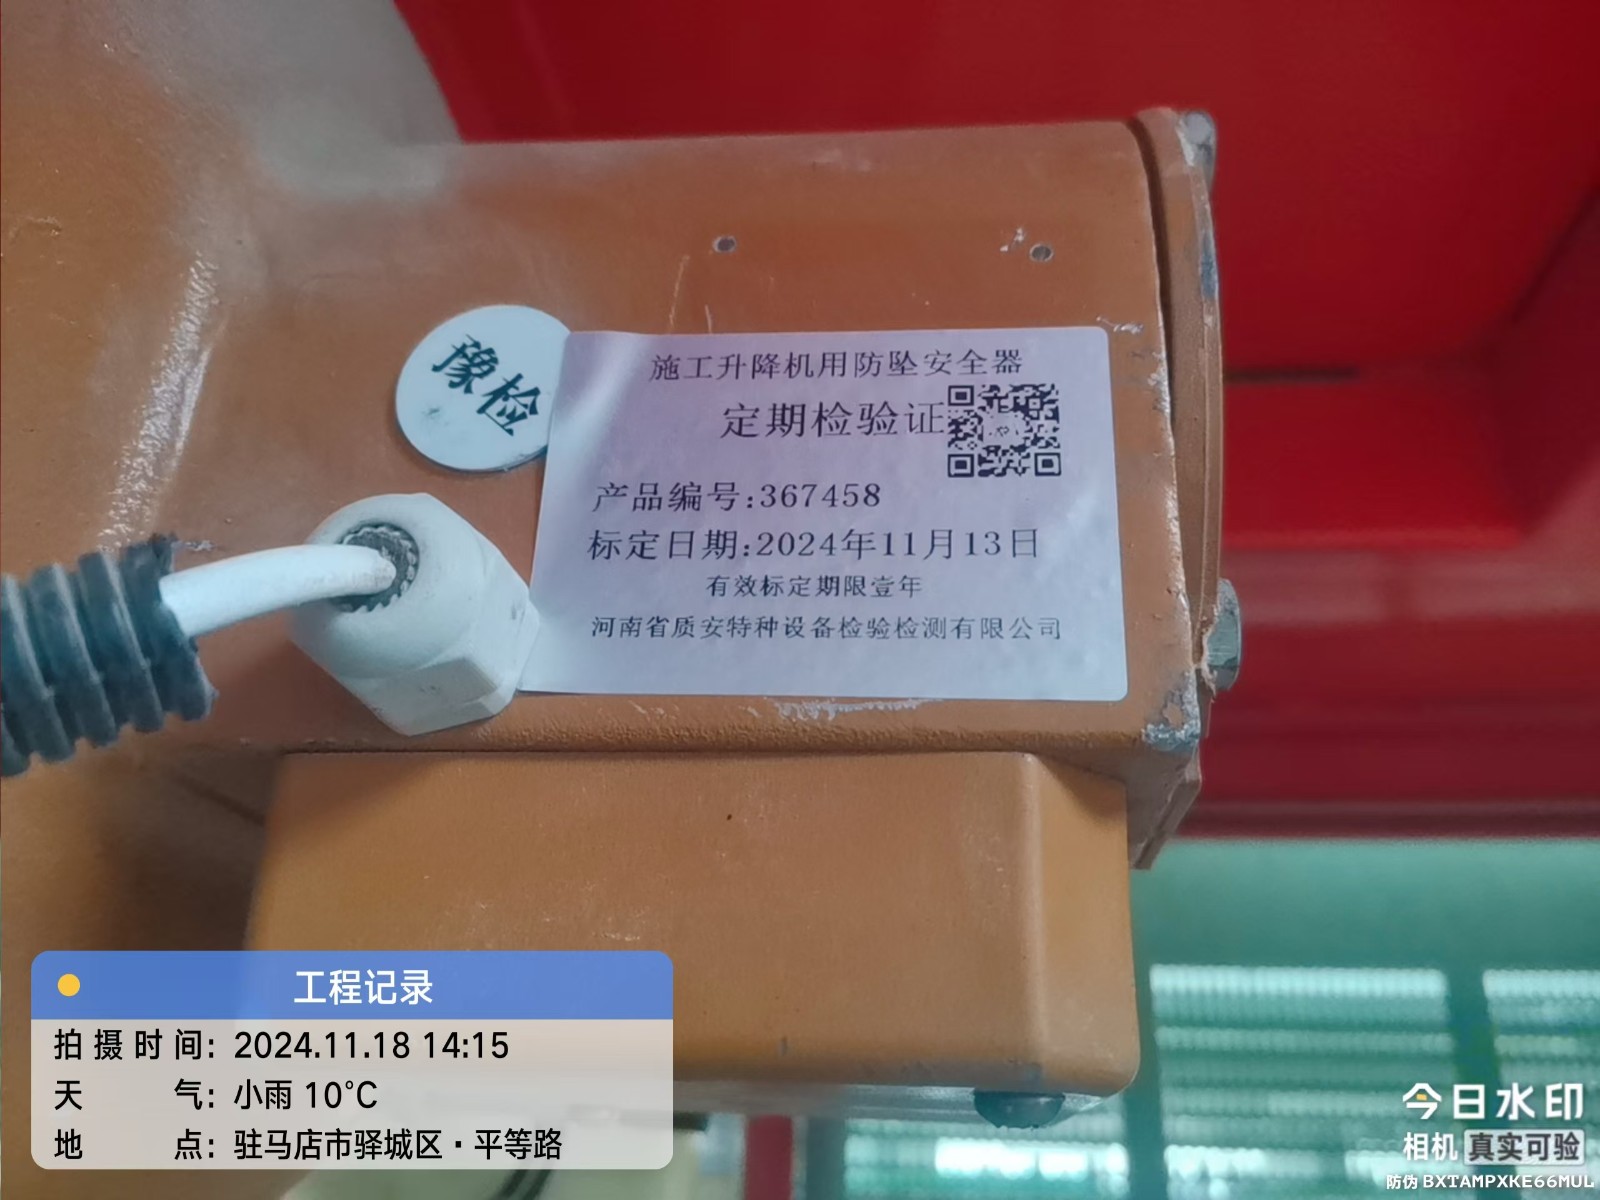 豫检
施工升降机用防坠安全器
定期检验证
产品编号:367458
标定日期:2024年11月13日
有效标定期限壹年
河南省质安特种设备检验检测有限公司
工程记录
拍摄时间: 2024.11.18 14:15
天气: 小雨 10℃
地点: 驻马店市驿城区·平等路
今日水印
相机 真实可验
防伪 BXTAMPXKE66MUL